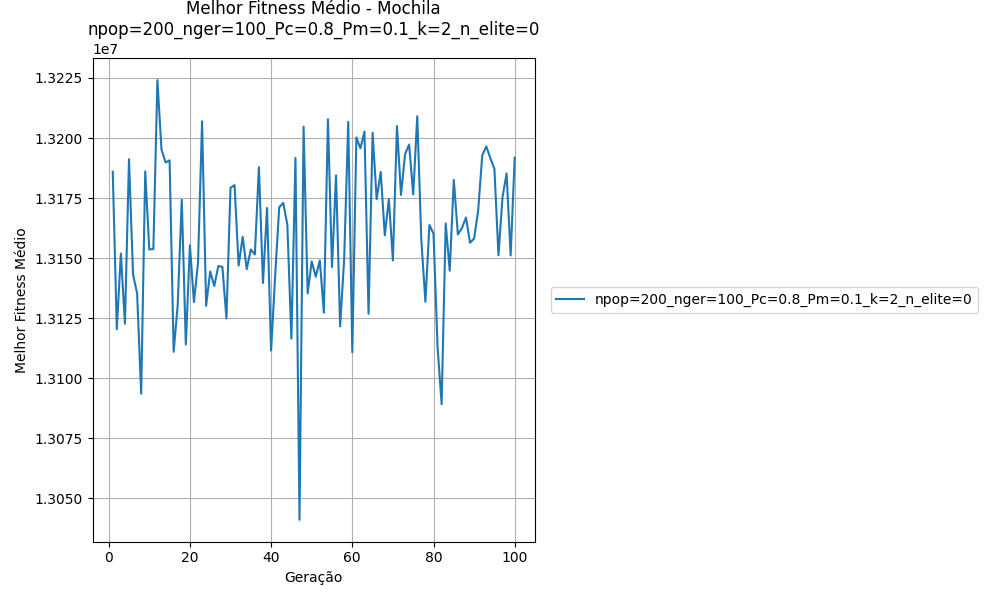 Melhor Fitness Médio - Mochila
npop=200_nger=100_Pc=0.8_Pm=0.1_k=2_n_elite=0
1e7
1.3225
1.3200
1.3175
1.3150
1.3125
1.3100
1.3075
1.3050
Melhor Fitness Médio
0
20
40
60
80
100
Geração
npop=200_nger=100_Pc=0.8_Pm=0.1_k=2_n_elite=0